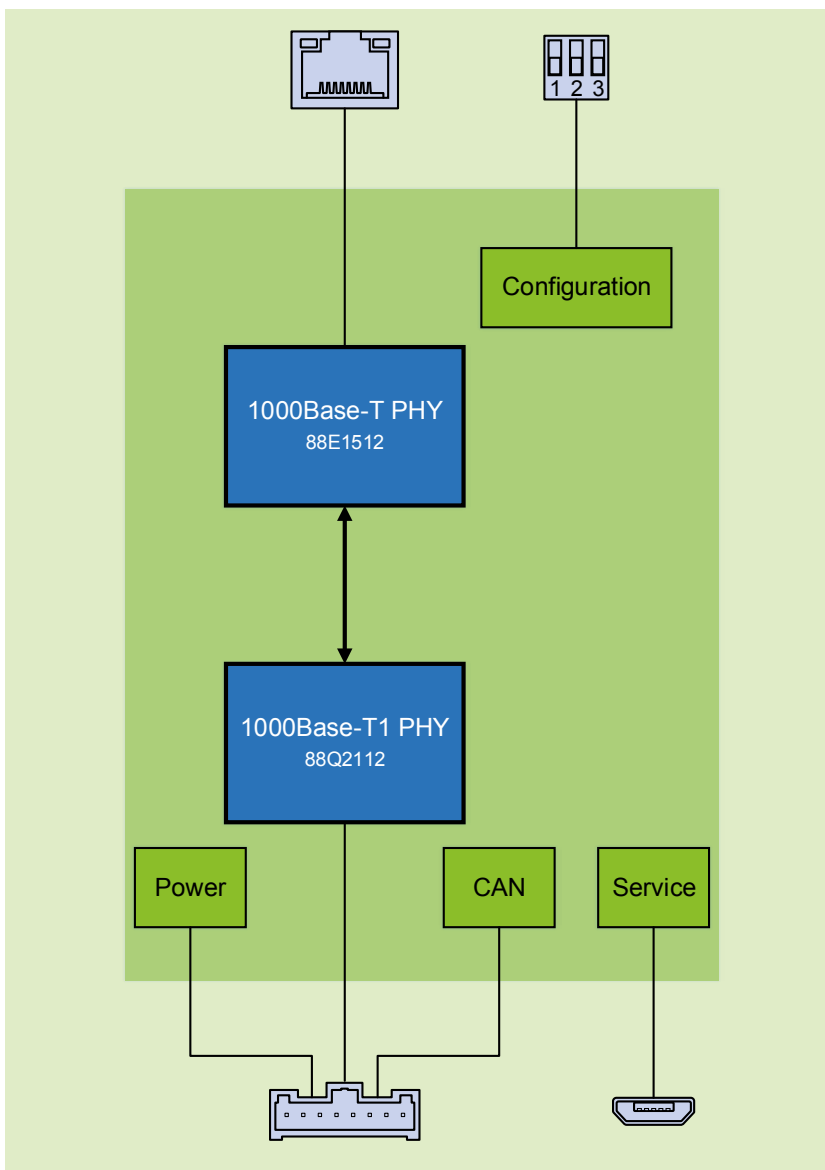 1 2 3
Configuration
1000Base-T PHY
88E1512
1000Base-T1 PHY
88Q2112
Power
CAN
Service